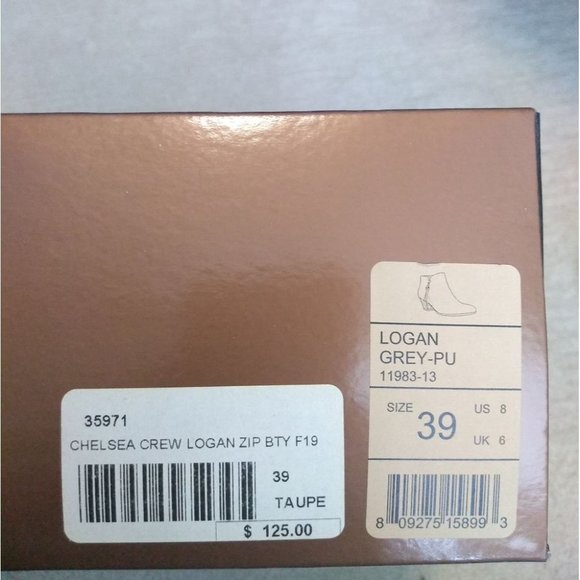 35971
CHELSEA CREW LOGAN ZIP BTY F19
39
TAUPE
$ 125.00
LOGAN
GREY-PU
11983-13
SIZE 39 US 8
UK 6
8 09275 15899 3